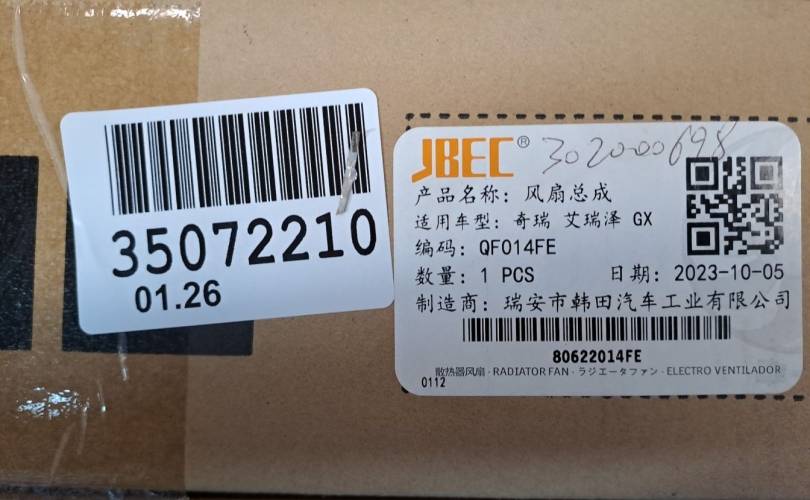 35072210
01.26
JBEC® 302000698
产品名称: 风扇总成
适用车型: 奇瑞 艾瑞泽 GX
编码: QF014FE
数量: 1 PCS 日期: 2023-10-05
制造商: 瑞安市韩田汽车工业有限公司
80622014FE
散热器风扇 · RADIATOR FAN · ラジエータファン · ELECTRO VENTILADOR
0112